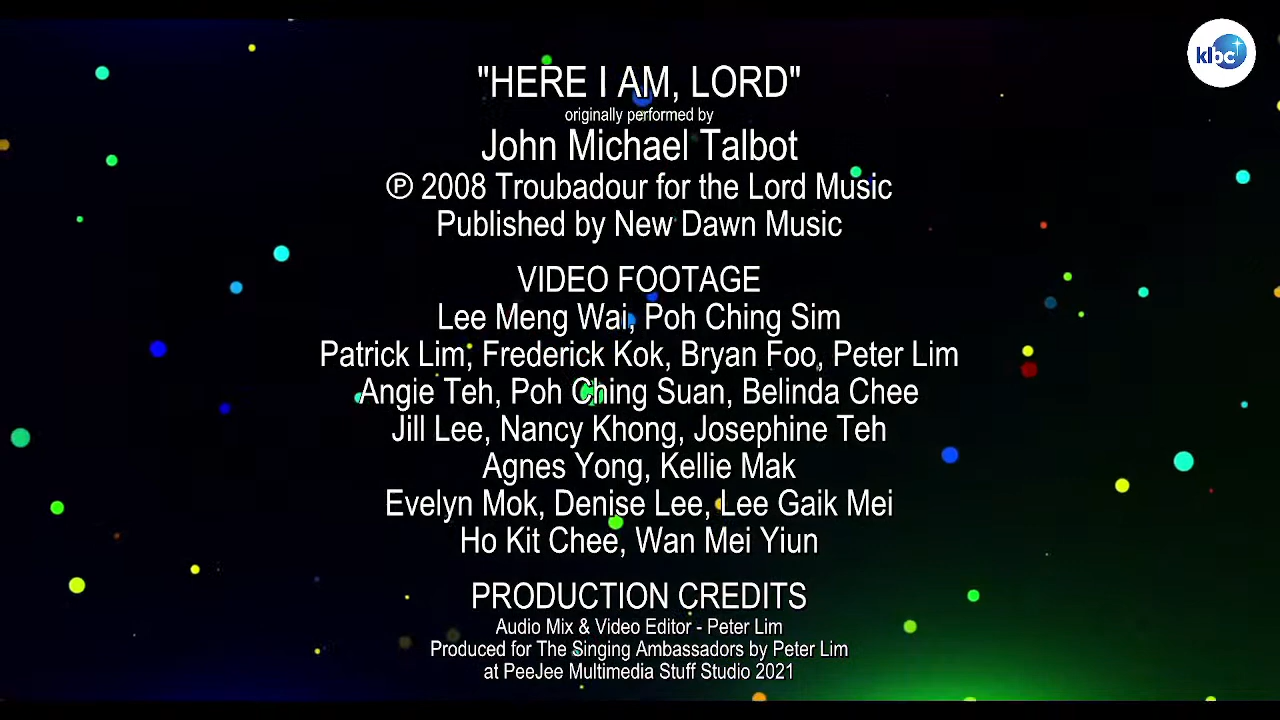 klbc
"HERE I AM, LORD"
originally performed by
John Michael Talbot
℗ 2008 Troubadour for the Lord Music
Published by New Dawn Music
VIDEO FOOTAGE
Lee Meng Wai, Poh Ching Sim
Patrick Lim, Frederick Kok, Bryan Foo, Peter Lim
Angie Teh, Poh Ching Suan, Belinda Chee
Jill Lee, Nancy Khong, Josephine Teh
Agnes Yong, Kellie Mak
Evelyn Mok, Denise Lee, Lee Gaik Mei
Ho Kit Chee, Wan Mei Yiun
PRODUCTION CREDITS
Audio Mix & Video Editor - Peter Lim
Produced for The Singing Ambassadors by Peter Lim
at PeeJee Multimedia Stuff Studio 2021